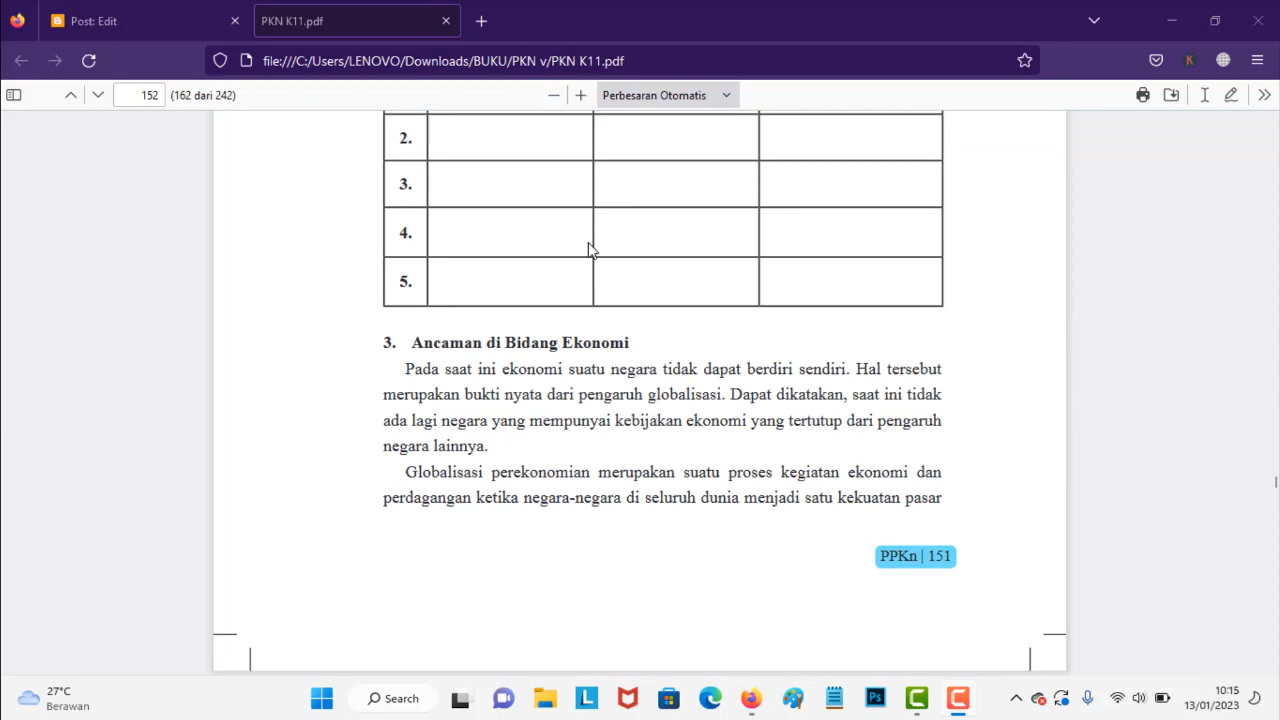 Post: Edit
PKN K11.pdf
file:///C:/Users/LENOVO/Downloads/BUKU/PKN v/PKN K11.pdf
152 (162 dari 242)
Perbesaran Otomatis
2.
3.
4.
5.
3. Ancaman di Bidang Ekonomi
Pada saat ini ekonomi suatu negara tidak dapat berdiri sendiri. Hal tersebut
merupakan bukti nyata dari pengaruh globalisasi. Dapat dikatakan, saat ini tidak
ada lagi negara yang mempunyai kebijakan ekonomi yang tertutup dari pengaruh
negara lainnya.
Globalisasi perekonomian merupakan suatu proses kegiatan ekonomi dan
perdagangan ketika negara-negara di seluruh dunia menjadi satu kekuatan pasar
PPKn | 151
27°C
Berawan
Search
L
Ps
10:15
13/01/2023